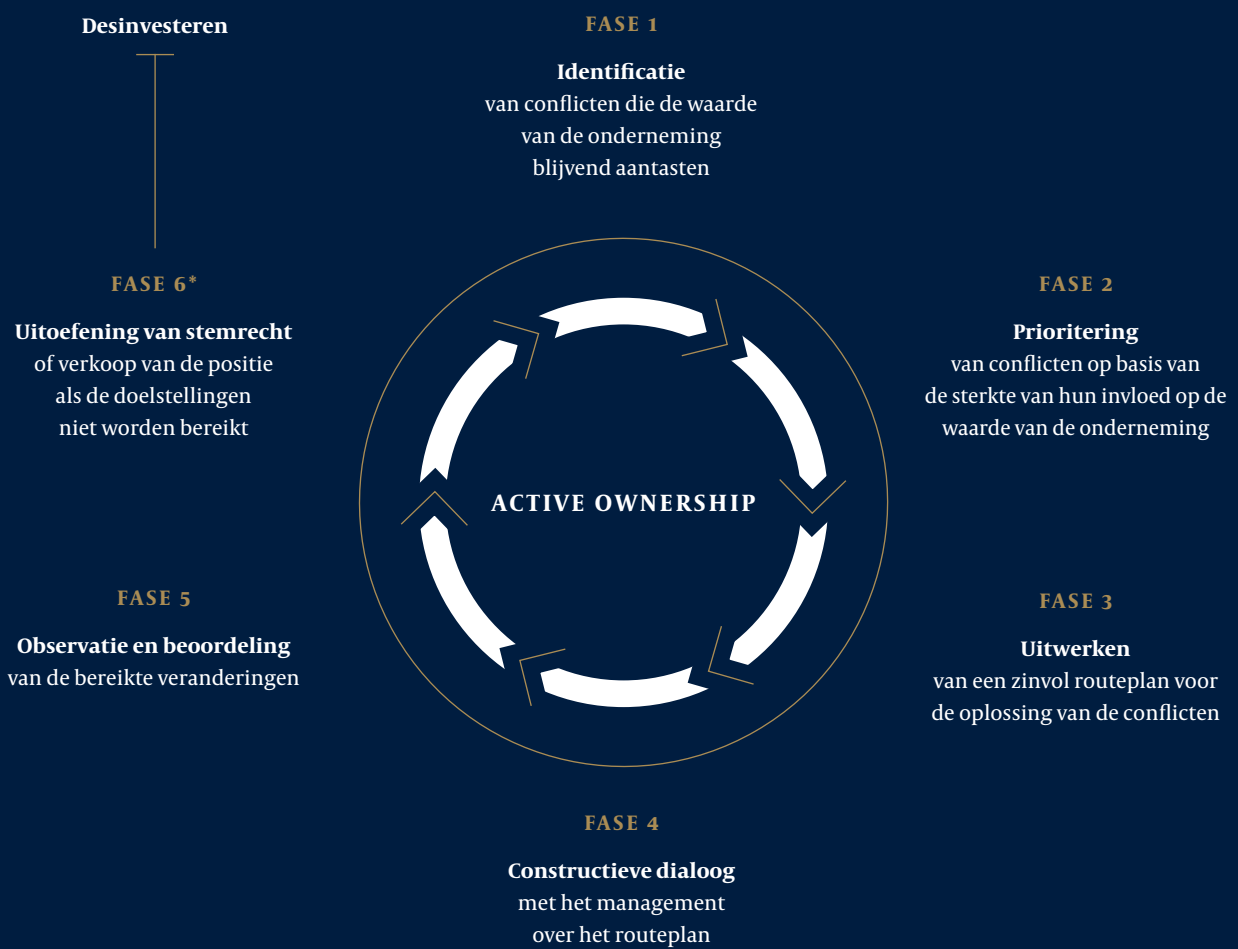 Desinvesteren
FASE 1
Identificatie
van conflicten die de waarde
van de onderneming
blijvend aantasten
FASE 2
Prioritering
van conflicten op basis van
de sterkte van hun invloed op de
waarde van de onderneming
FASE 3
Uitwerken
van een zinvol routeplan voor
de oplossing van de conflicten
FASE 4
Constructieve dialoog
met het management
over het routeplan
FASE 5
Observatie en beoordeling
van de bereikte veranderingen
FASE 6*
Uitoefening van stemrecht
of verkoop van de positie
als de doelstellingen
niet worden bereikt
ACTIVE OWNERSHIP